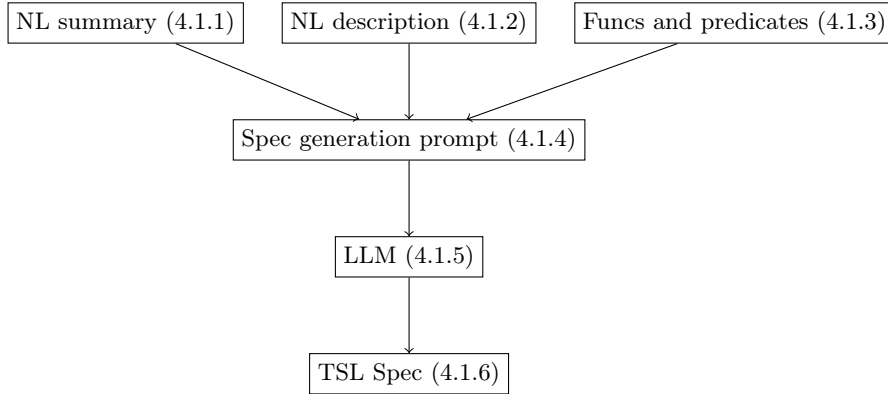 NL summary (4.1.1)
NL description (4.1.2)
Funcs and predicates (4.1.3)
Spec generation prompt (4.1.4)
LLM (4.1.5)
TSL Spec (4.1.6)